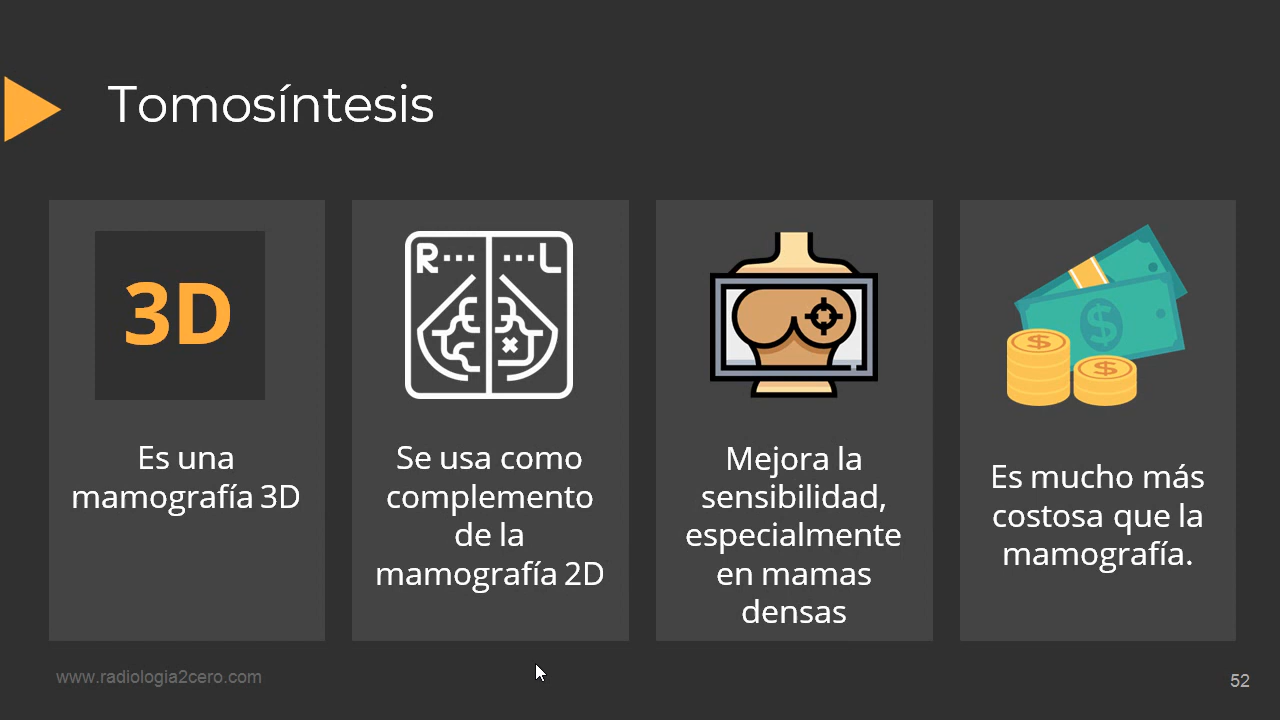 Tomosíntesis
3D
Es una
mamografía 3D
R... ...L
Se usa como
complemento
de la
mamografía 2D
Mejora la
sensibilidad,
especialmente
en mamas
densas
$
$ $
Es mucho más
costosa que la
mamografía.
www.radiologia2cero.com
52